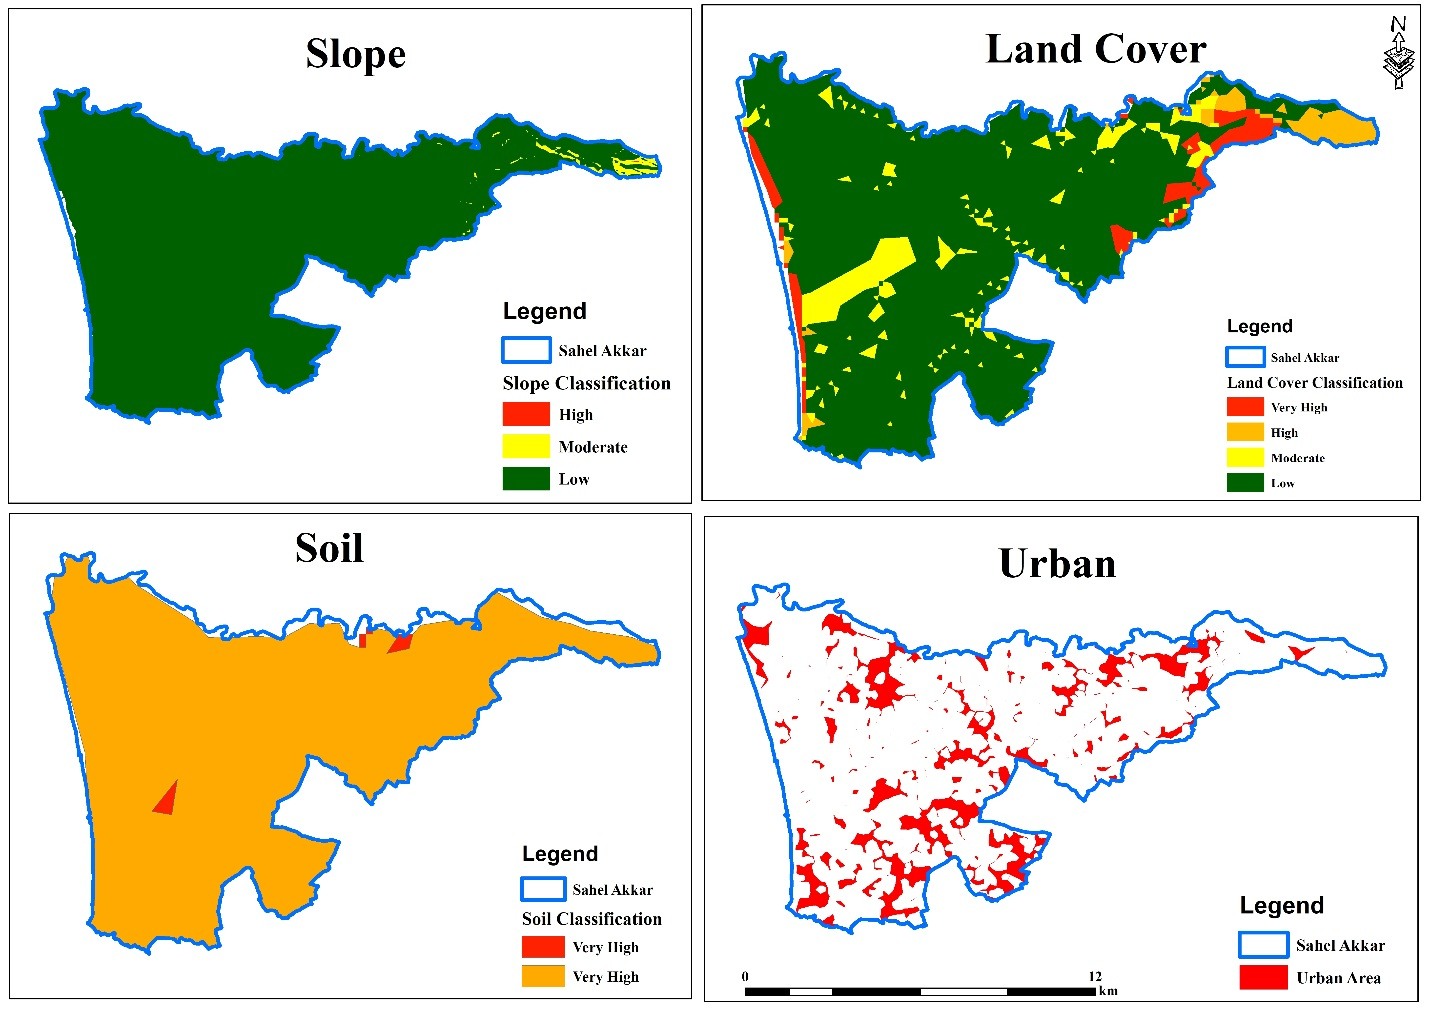 Slope
Legend
Sahel Akkar
Slope Classification
High
Moderate
Low
Land Cover
N
Legend
Sahel Akkar
Land Cover Classification
Very High
High
Moderate
Low
Soil
Legend
Sahel Akkar
Soil Classification
Very High
Very High
Urban
Legend
Sahel Akkar
Urban Area
0 12
km